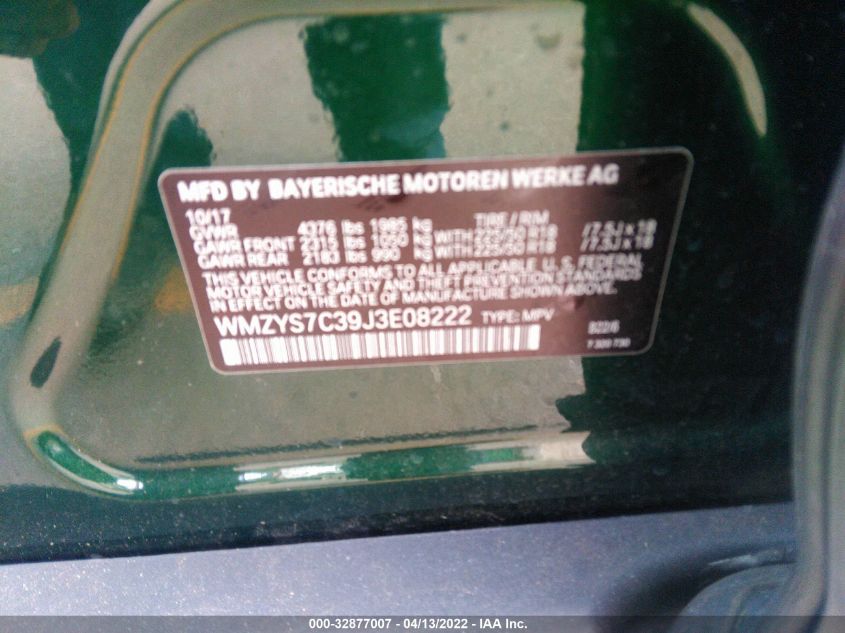 MFD BY BAYERISCHE MOTOREN WERKE AG
10/17
GVWR 4376 lbs 1985 kg TIRE / RIM
GAWR FRONT 2315 lbs 1050 kg WITH 225/50 R18 /7.5J x 18
GAWR REAR 2183 lbs 990 kg WITH 225/50 R18 /7.5J x 18
THIS VEHICLE CONFORMS TO ALL APPLICABLE U.S. FEDERAL
MOTOR VEHICLE SAFETY AND THEFT PREVENTION STANDARDS
IN EFFECT ON DATE OF MANUFACTURE SHOWN ABOVE.
WMZYS7C39J3E08222 TYPE: MPV
000-32877007 - 04/13/2022 - IAA Inc.